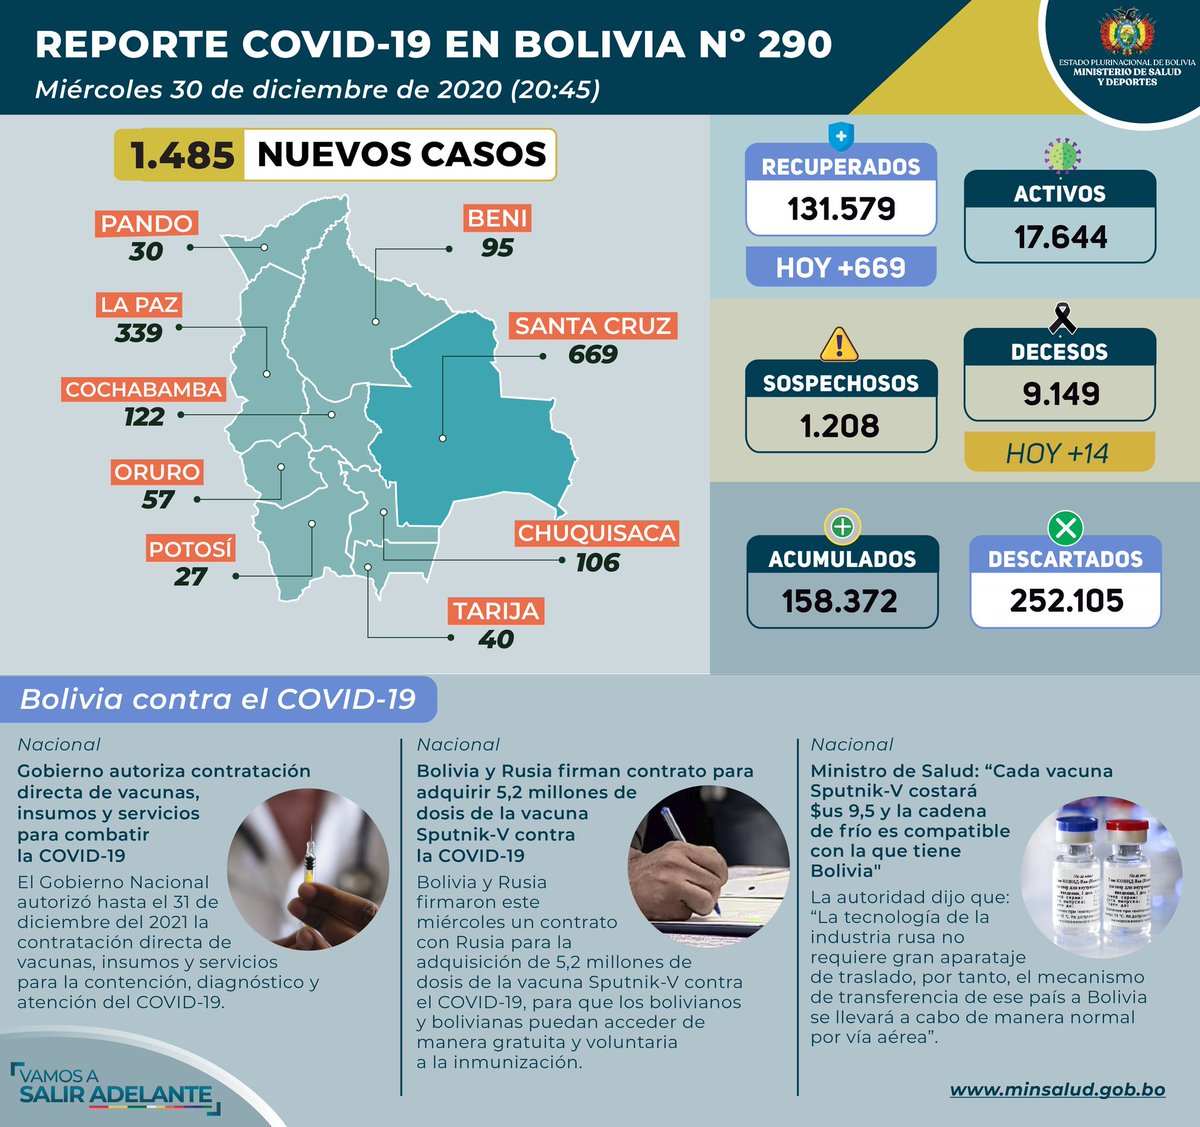 REPORTE COVID-19 EN BOLIVIA Nº 290
Miércoles 30 de diciembre de 2020 (20:45)
ESTADO PLURINACIONAL DE BOLIVIA
MINISTERIO DE SALUD
Y DEPORTES
1.485 NUEVOS CASOS
PANDO
30
BENI
95
LA PAZ
339
SANTA CRUZ
669
COCHABAMBA
122
ORURO
57
POTOSÍ
27
CHUQUISACA
106
TARIJA
40
RECUPERADOS
131.579
HOY +669
ACTIVOS
17.644
SOSPECHOSOS
1.208
DECESOS
9.149
HOY +14
ACUMULADOS
158.372
DESCARTADOS
252.105
Bolivia contra el COVID-19
Nacional
Gobierno autoriza contratación
directa de vacunas,
insumos y servicios
para combatir
la COVID-19
El Gobierno Nacional
autorizó hasta el 31 de
diciembre del 2021 la
contratación directa de
vacunas, insumos y servicios
para la contención, diagnóstico y
atención del COVID-19.
Nacional
Bolivia y Rusia firman contrato para
adquirir 5,2 millones de
dosis de la vacuna
Sputnik-V contra
la COVID-19
Bolivia y Rusia
firmaron este
miércoles un contrato
con Rusia para la
adquisición de 5,2 millones de
dosis de la vacuna Sputnik-V contra
el COVID-19, para que los bolivianos
y bolivianas puedan acceder de
manera gratuita y voluntaria
a la inmunización.
Nacional
Ministro de Salud: “Cada vacuna
Sputnik-V costará
$us 9,5 y la cadena
de frío es compatible
con la que tiene
Bolivia"
La autoridad dijo que:
“La tecnología de la
industria rusa no
requiere gran aparataje
de traslado, por tanto, el mecanismo
de transferencia de ese país a Bolivia
se llevará a cabo de manera normal
por vía aérea”.
VAMOS A
SALIR ADELANTE
www.minsalud.gob.bo